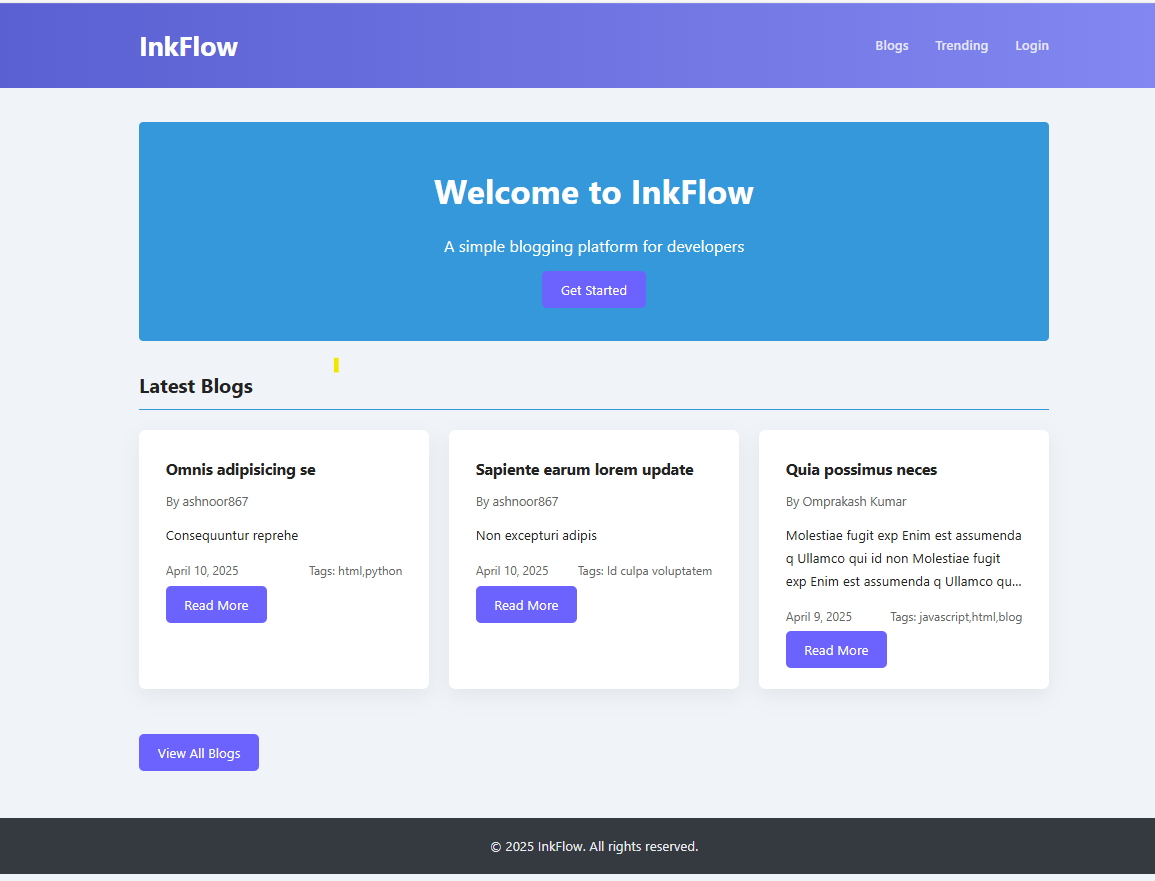 InkFlow
Blogs Trending Login
Welcome to InkFlow
A simple blogging platform for developers
Get Started
Latest Blogs
Omnis adipisicing se
By ashnoor867
Consequuntur reprehe
April 10, 2025 Tags: html,python
Read More
Sapiente earum lorem update
By ashnoor867
Non excepturi adipis
April 10, 2025 Tags: Id culpa voluptatem
Read More
Quia possimus neces
By Omprakash Kumar
Molestiae fugit exp Enim est assumenda
q Ullamco qui id non Molestiae fugit
exp Enim est assumenda q Ullamco qu...
April 9, 2025 Tags: javascript,html,blog
Read More
View All Blogs
© 2025 InkFlow. All rights reserved.